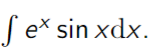 ∫ eˣ sin xdx.